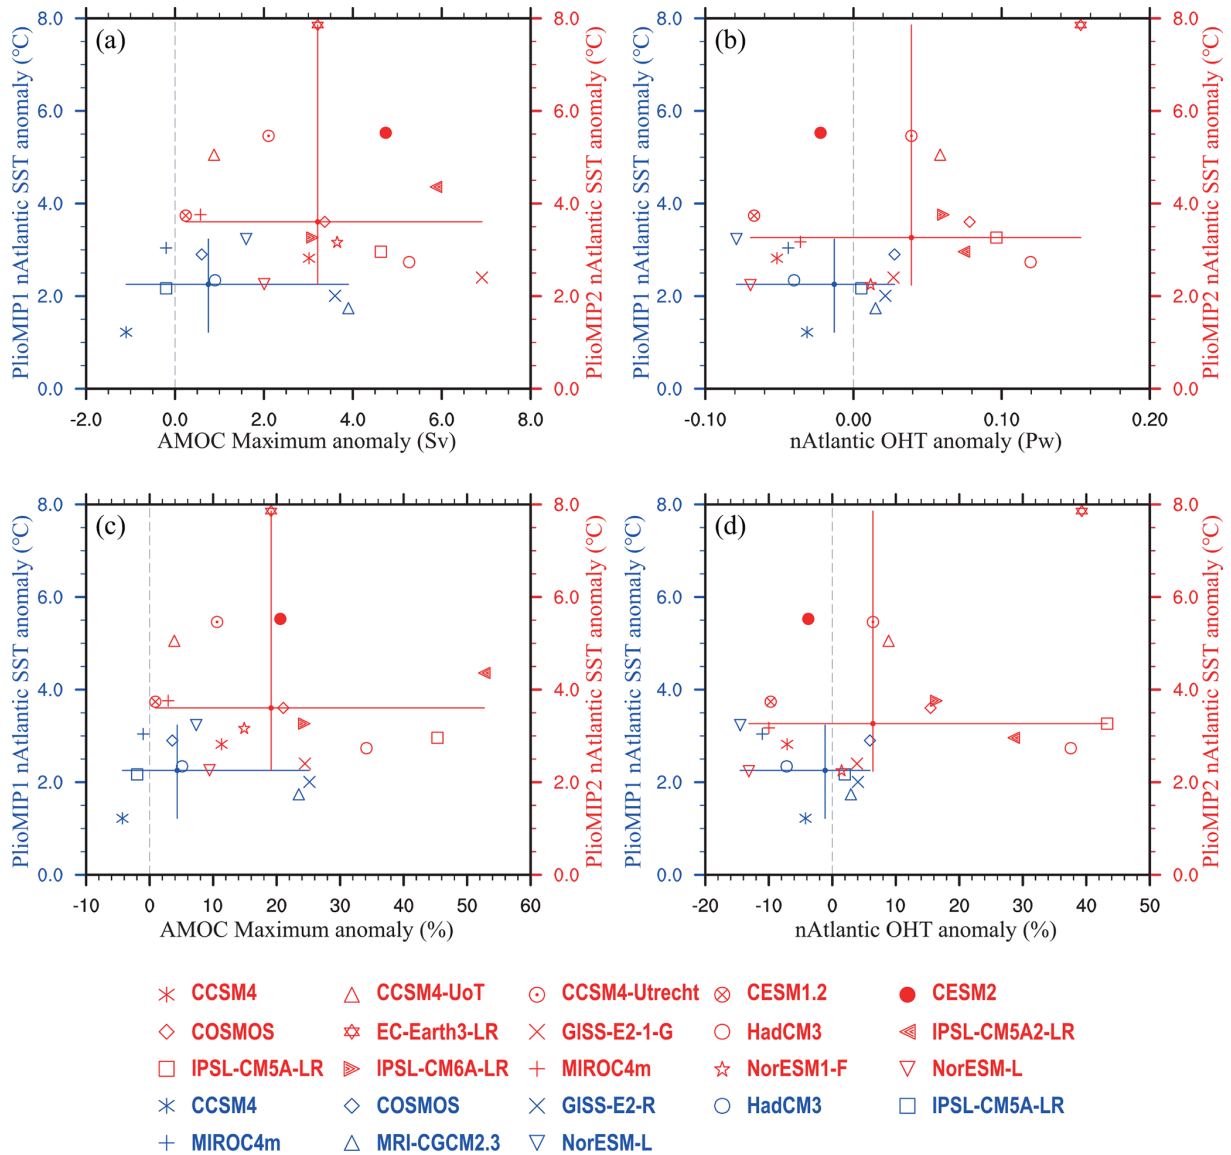 (a)
8.0
6.0
4.0
2.0
0.0
PlioMIP1 nAtlantic SST anomaly (°C)
8.0
6.0
4.0
2.0
0.0
PlioMIP2 nAtlantic SST anomaly (°C)
-2.0 0.0 2.0 4.0 6.0 8.0
AMOC Maximum anomaly (Sv)
(b)
8.0
6.0
4.0
2.0
0.0
PlioMIP1 nAtlantic SST anomaly (°C)
8.0
6.0
4.0
2.0
0.0
PlioMIP2 nAtlantic SST anomaly (°C)
-0.10 0.00 0.10 0.20
nAtlantic OHT anomaly (Pw)
(c)
8.0
6.0
4.0
2.0
0.0
PlioMIP1 nAtlantic SST anomaly (°C)
8.0
6.0
4.0
2.0
0.0
PlioMIP2 nAtlantic SST anomaly (°C)
-10 0 10 20 30 40 50 60
AMOC Maximum anomaly (%)
(d)
8.0
6.0
4.0
2.0
0.0
PlioMIP1 nAtlantic SST anomaly (°C)
8.0
6.0
4.0
2.0
0.0
PlioMIP2 nAtlantic SST anomaly (°C)
-20 -10 0 10 20 30 40 50
nAtlantic OHT anomaly (%)
CCSM4 CCSM4-UoT CCSM4-Utrecht CESM1.2 CESM2
COSMOS EC-Earth3-LR GISS-E2-1-G HadCM3 IPSL-CM5A2-LR
IPSL-CM5A-LR IPSL-CM6A-LR MIROC4m NorESM1-F NorESM-L
CCSM4 COSMOS GISS-E2-R HadCM3 IPSL-CM5A-LR
MIROC4m MRI-CGCM2.3 NorESM-L